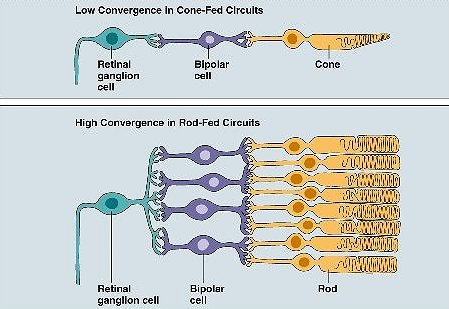 Low Convergence in Cone-Fed Circuits
Retinal
ganglion
cell
Bipolar
cell
Cone
High Convergence in Rod-Fed Circuits
Retinal
ganglion cell
Bipolar
cell
Rod